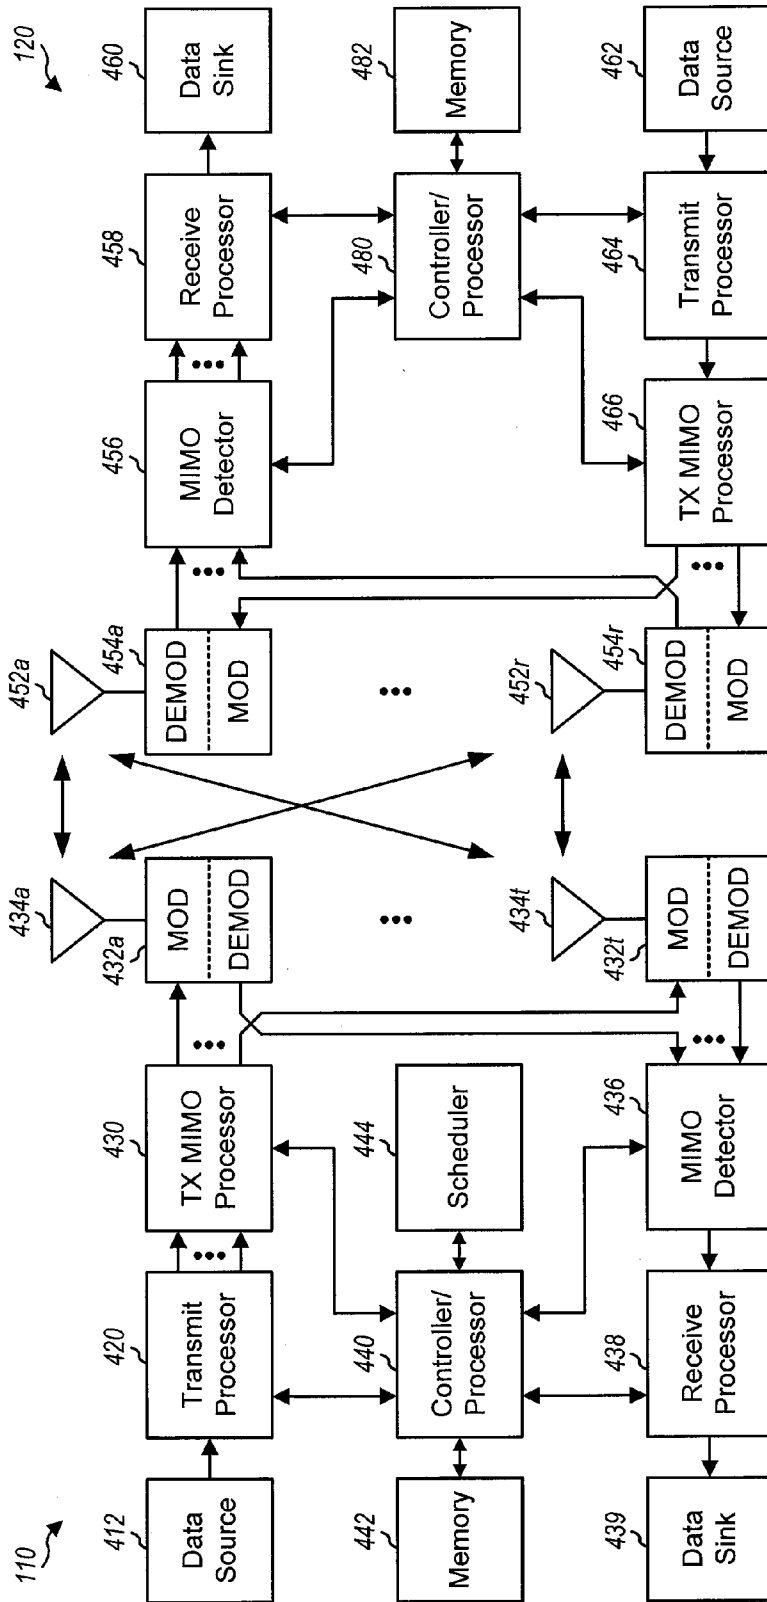 110
120
412
Data
Source
420
Transmit
Processor
430
TX MIMO
Processor
•••
•••
432a
MOD
DEMOD
434a
452a
454a
DEMOD
MOD
•••
456
MIMO
Detector
•••
458
Receive
Processor
460
Data
Sink
442
Memory
440
Controller/
Processor
444
Scheduler
•••
•••
480
Controller/
Processor
482
Memory
439
Data
Sink
438
Receive
Processor
436
MIMO
Detector
•••
432t
MOD
DEMOD
434t
452r
454r
DEMOD
MOD
•••
466
TX MIMO
Processor
464
Transmit
Processor
462
Data
Source